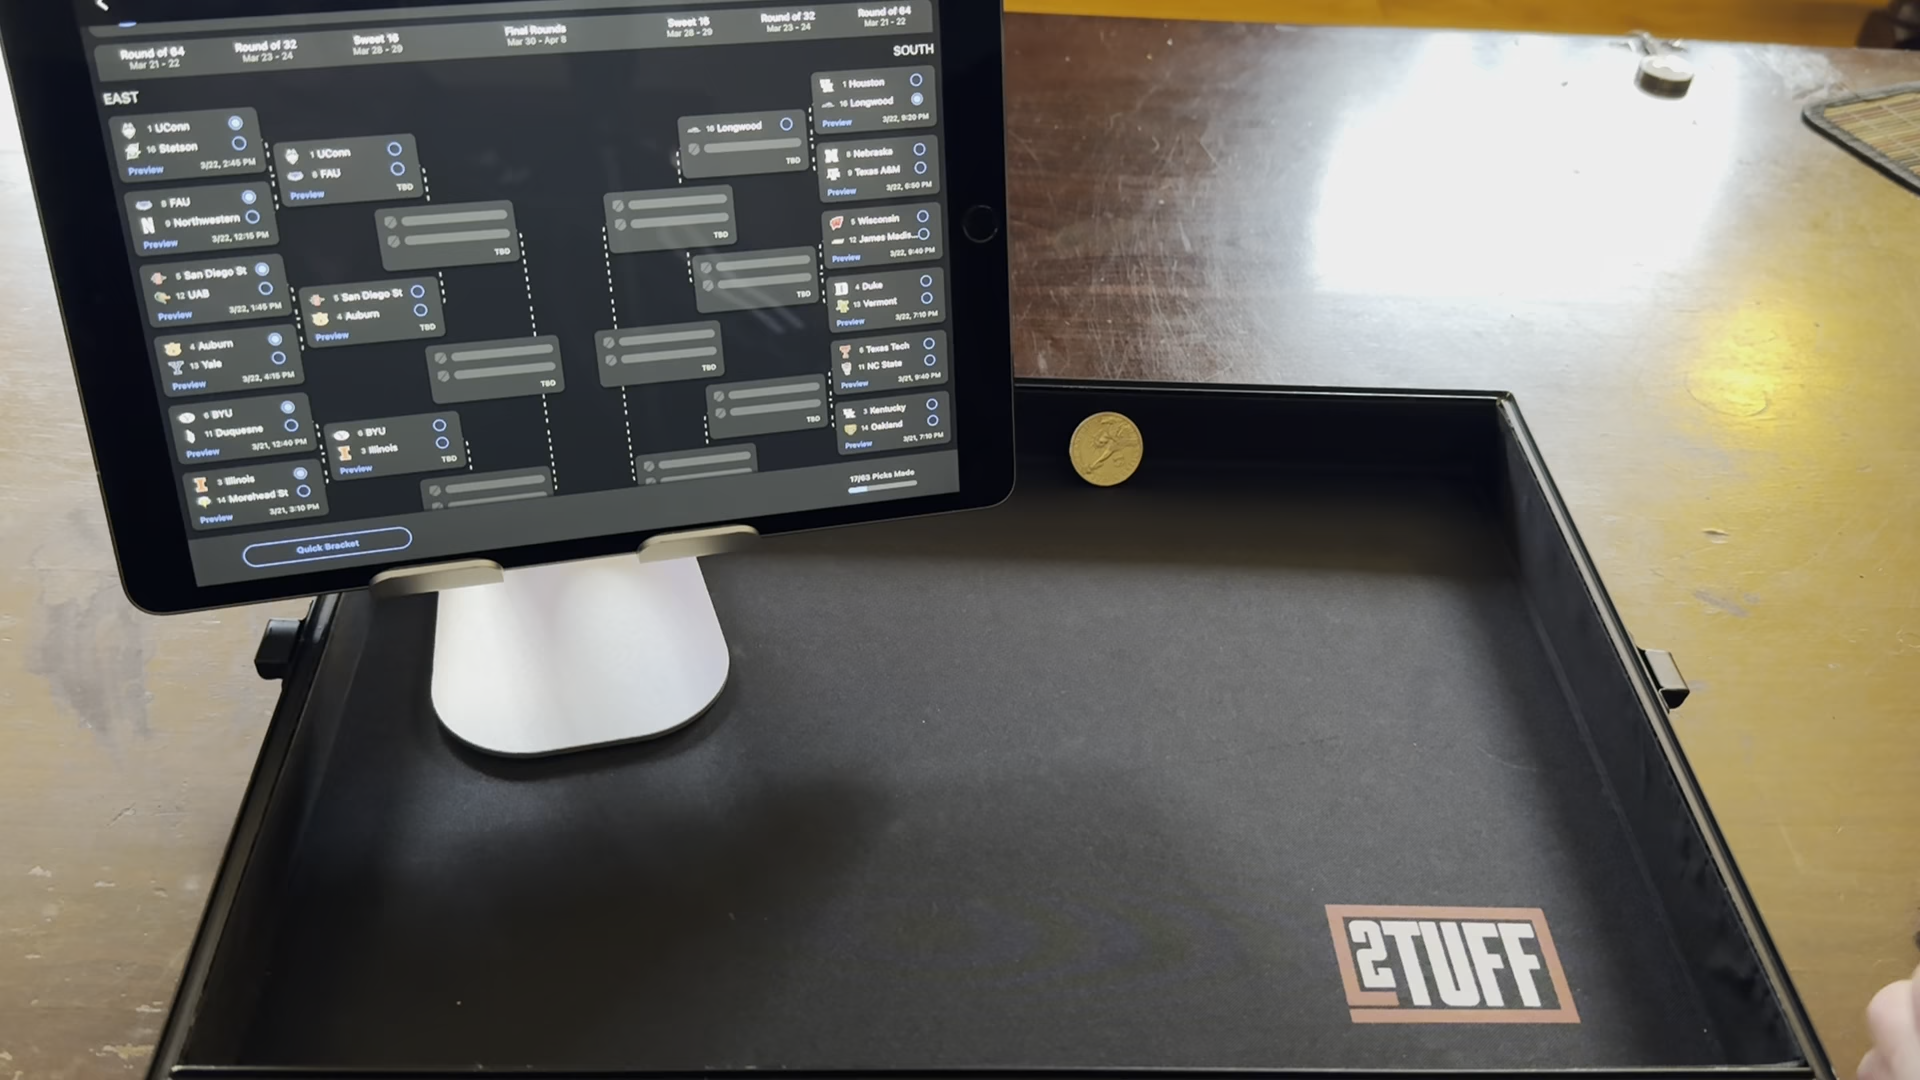 Round of 64
Mar 21 - 22
Round of 32
Mar 23 - 24
Sweet 16
Mar 28 - 29
Final Rounds
Mar 30 - Apr 8
Sweet 16
Mar 28 - 29
Round of 32
Mar 23 - 24
Round of 64
Mar 21 - 22
EAST
1 UConn
16 Stetson
Preview
3/22, 2:45 PM
8 FAU
9 Northwestern
Preview
3/22, 12:15 PM
5 San Diego St
12 UAB
Preview
3/22, 1:45 PM
4 Auburn
13 Yale
Preview
3/22, 4:15 PM
6 BYU
11 Duquesne
Preview
3/21, 12:40 PM
3 Illinois
14 Morehead St
Preview
3/21, 3:10 PM
1 UConn
8 FAU
Preview
TBD
5 San Diego St
4 Auburn
Preview
TBD
6 BYU
3 Illinois
Preview
TBD
TBD
TBD
TBD
TBD
16 Longwood
TBD
TBD
TBD
SOUTH
1 Houston
16 Longwood
Preview
3/22, 9:20 PM
8 Nebraska
9 Texas A&M
Preview
3/22, 6:50 PM
5 Wisconsin
12 James Madis...
Preview
3/22, 9:40 PM
4 Duke
13 Vermont
Preview
3/22, 7:10 PM
6 Texas Tech
11 NC State
Preview
3/21, 9:40 PM
3 Kentucky
14 Oakland
Preview
3/21, 7:10 PM
17/63 Picks Made
Quick Bracket
2TUFF